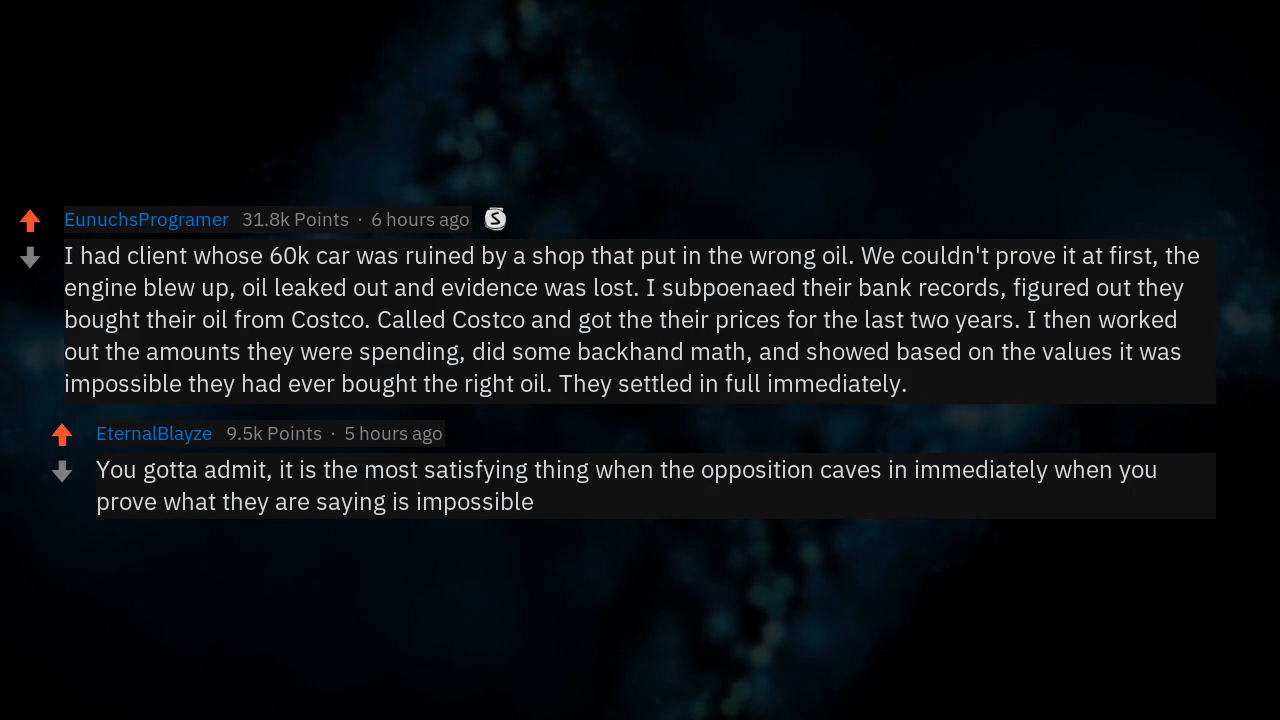 EunuchsProgramer 31.8k Points · 6 hours ago
I had client whose 60k car was ruined by a shop that put in the wrong oil. We couldn't prove it at first, the
engine blew up, oil leaked out and evidence was lost. I subpoenaed their bank records, figured out they
bought their oil from Costco. Called Costco and got the their prices for the last two years. I then worked
out the amounts they were spending, did some backhand math, and showed based on the values it was
impossible they had ever bought the right oil. They settled in full immediately.
EternalBlayze 9.5k Points · 5 hours ago
You gotta admit, it is the most satisfying thing when the opposition caves in immediately when you
prove what they are saying is impossible